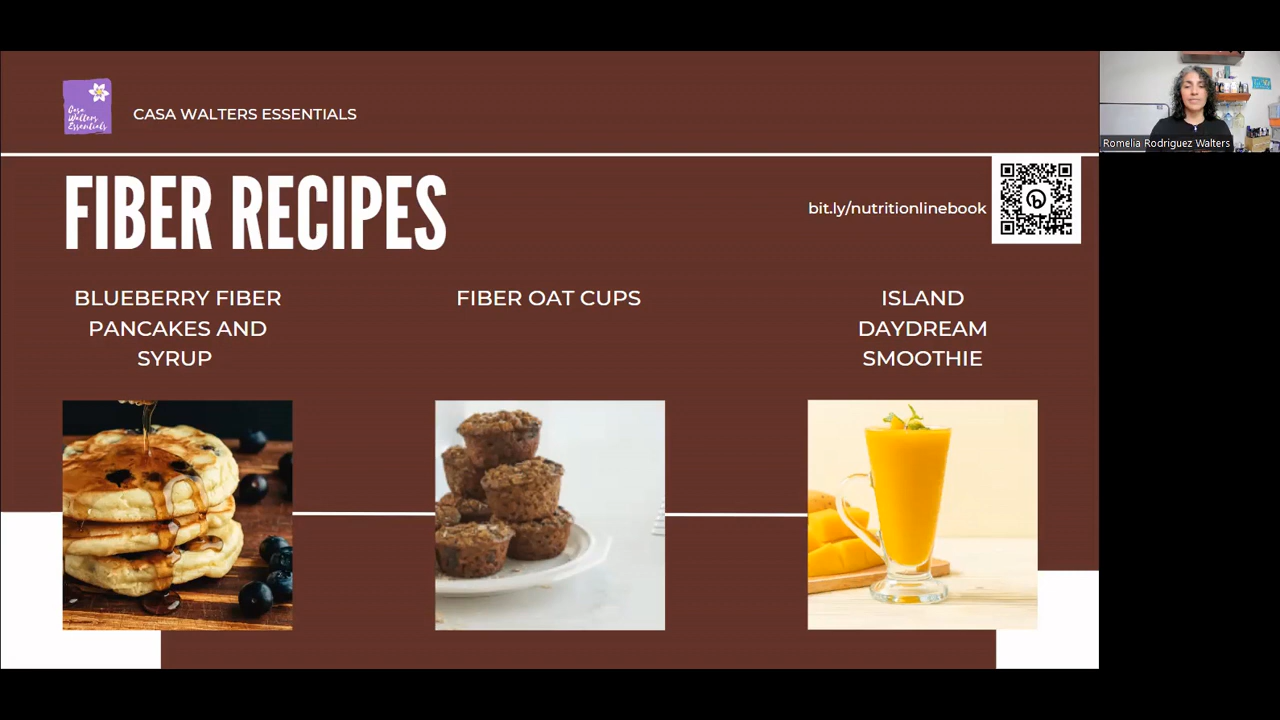 Casa
Walters
Essentials
CASA WALTERS ESSENTIALS
Romelia Rodríguez Walters
FIBER RECIPES
bit.ly/nutritionlinebook
b
BLUEBERRY FIBER
PANCAKES AND
SYRUP
FIBER OAT CUPS
ISLAND
DAYDREAM
SMOOTHIE